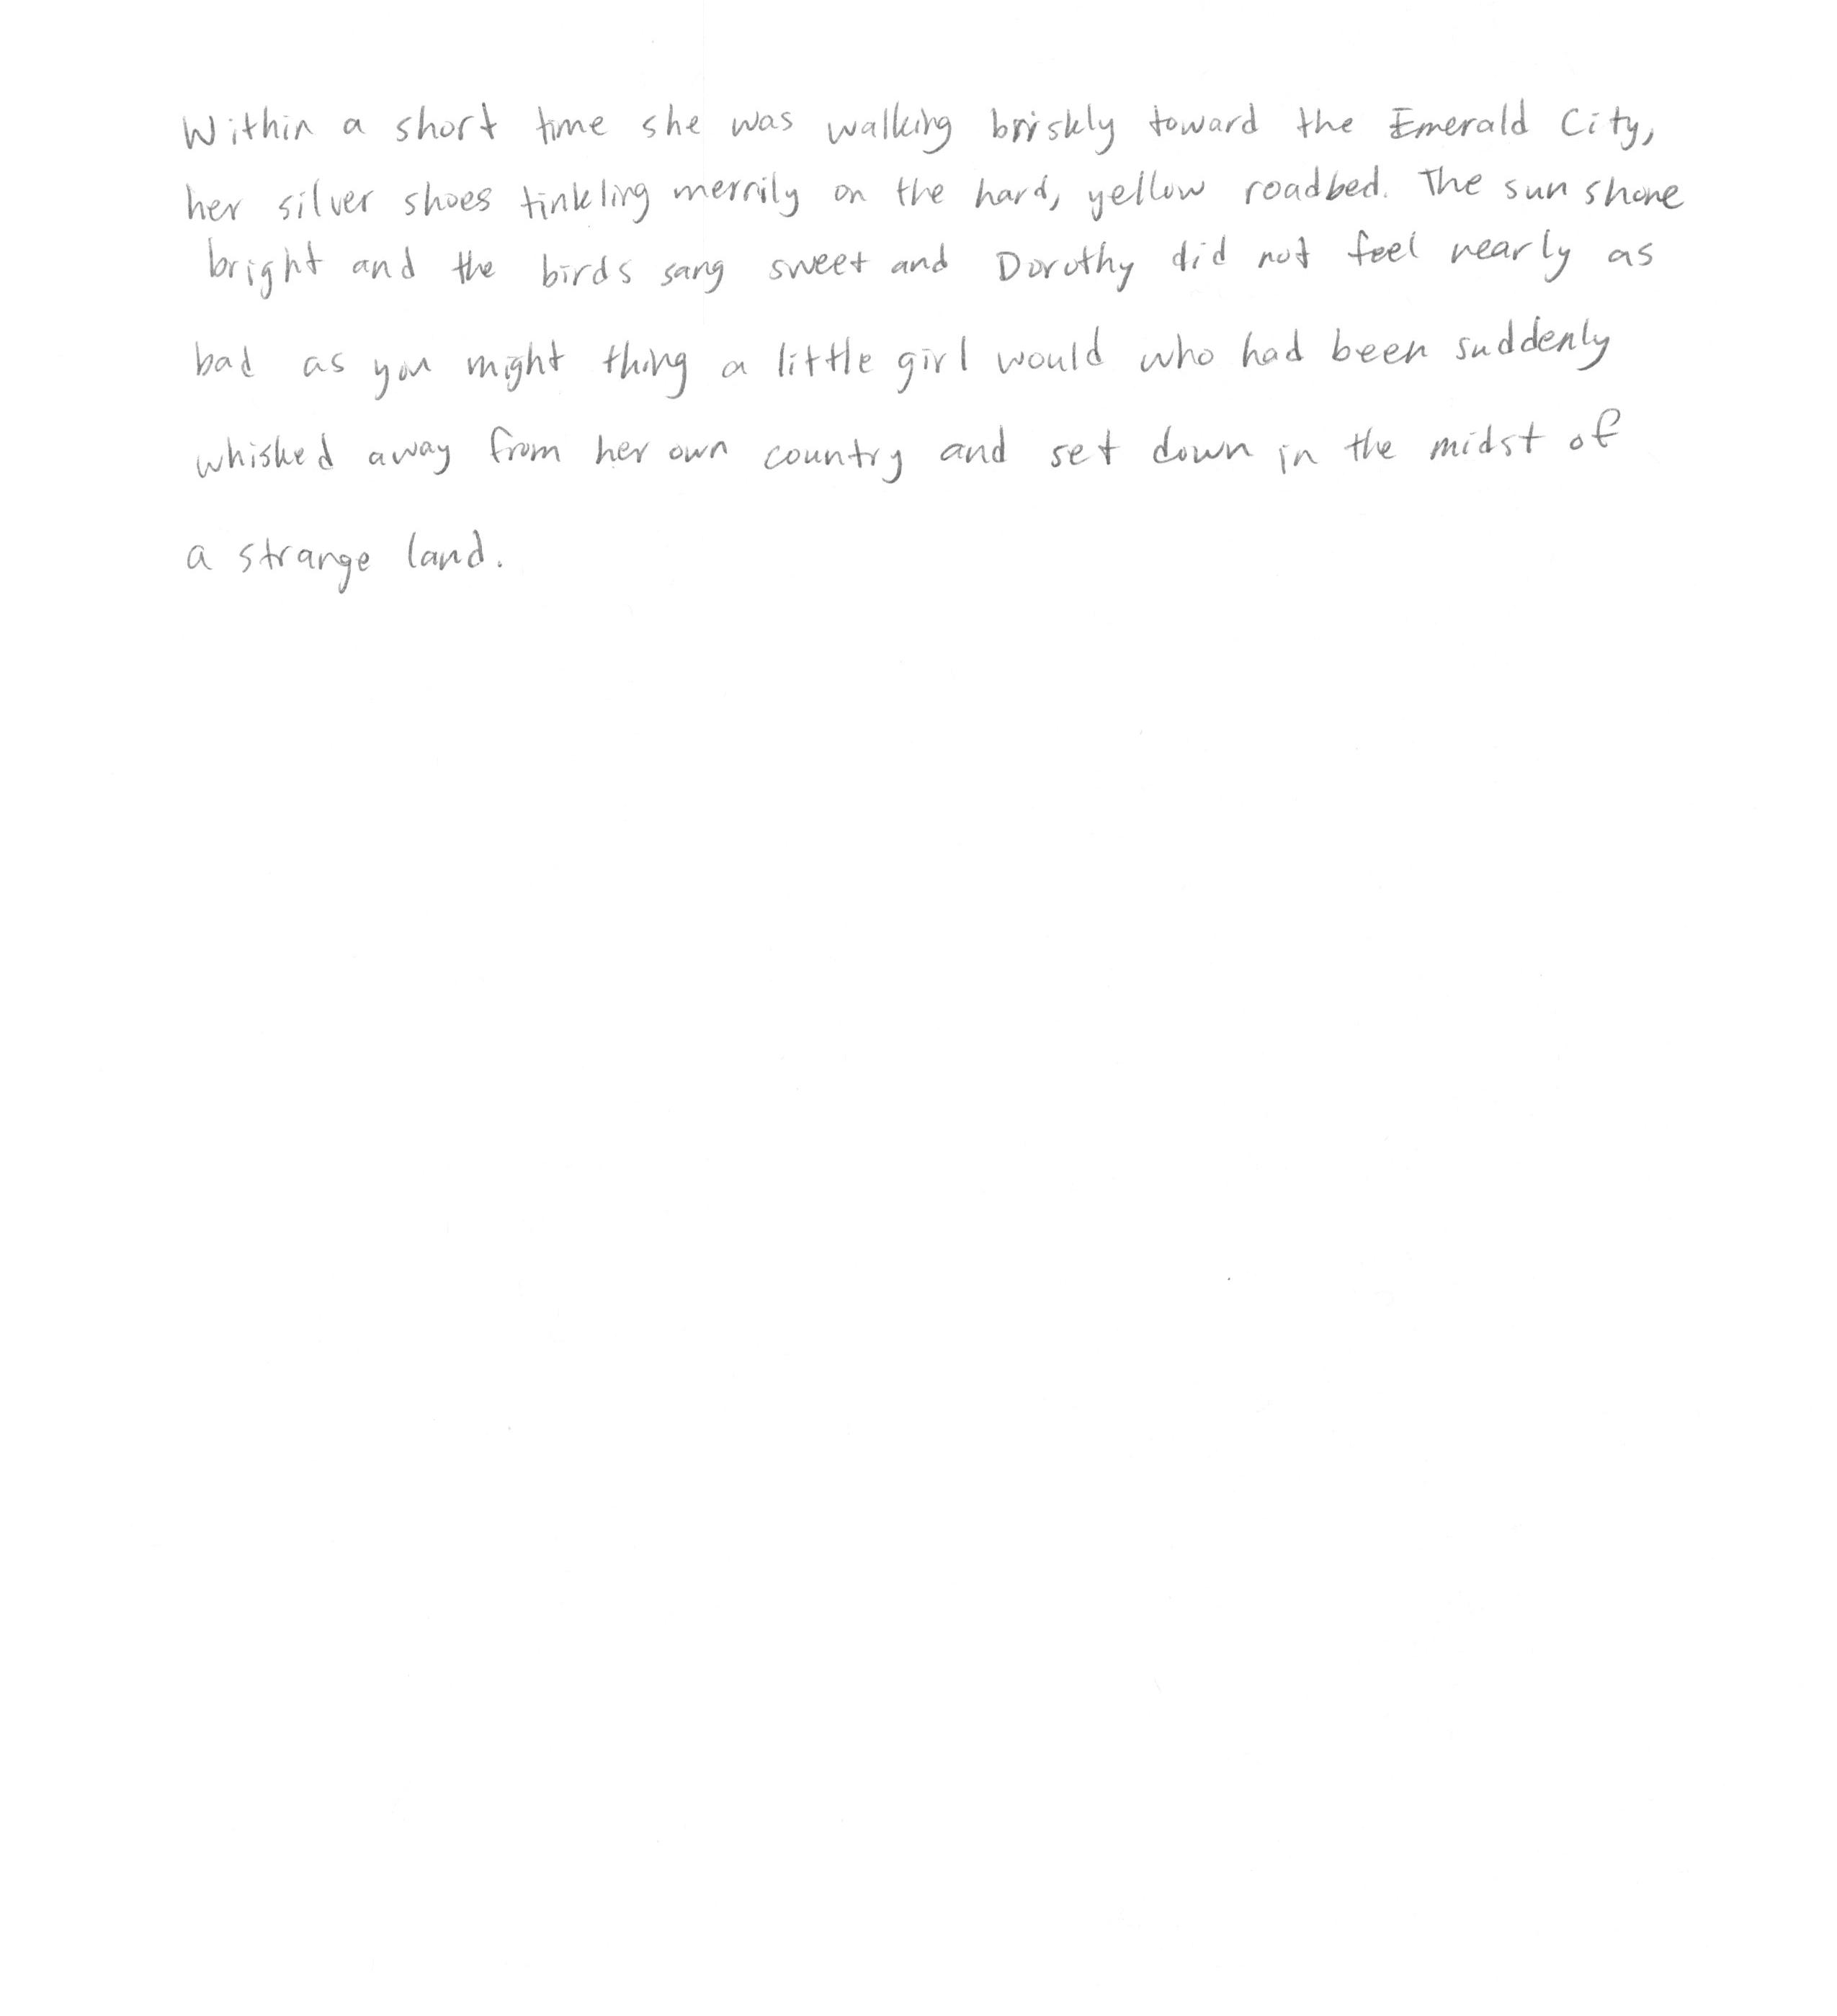 Within a short time she was walking briskly toward the Emerald City,
her silver shoes tinkling merrily on the hard, yellow roadbed. The sun shone
bright and the birds sang sweet and Dorothy did not feel nearly as
bad as you might thing a little girl would who had been suddenly
whisked away from her own country and set down in the midst of
a strange land.